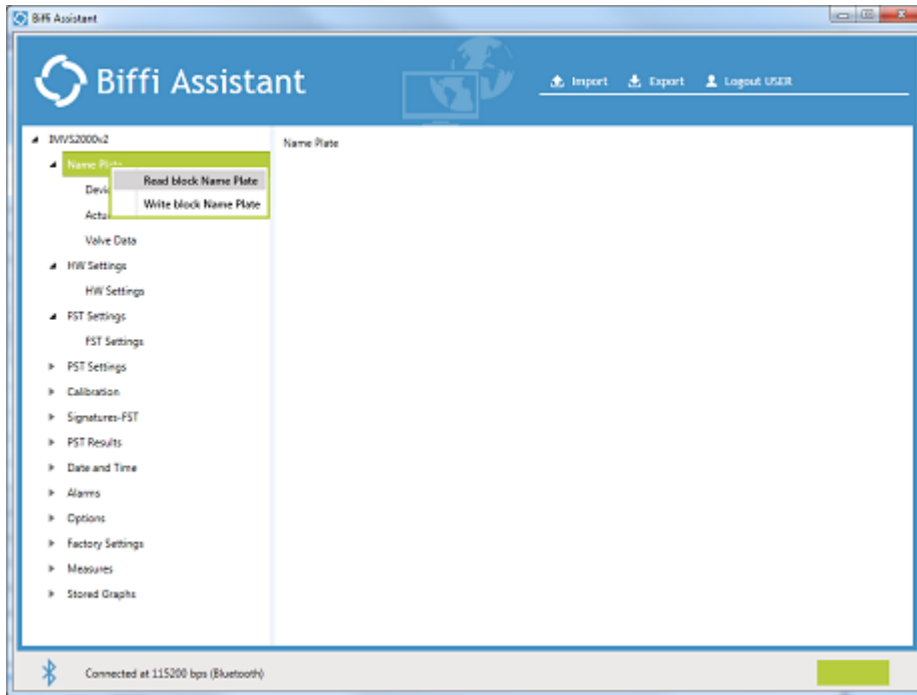 Biffi Assistant
Biffi Assistant
Import Export Logout USER
IMVS2000v2
Name Plate
Name Plate
Read block Name Plate
Write block Name Plate
Valve Data
HW Settings
HW Settings
FST Settings
FST Settings
PST Settings
Calibration
Signatures-FST
PST Results
Date and Time
Alarms
Options
Factory Settings
Measures
Stored Graphs
Connected at 115200 bps (Bluetooth)